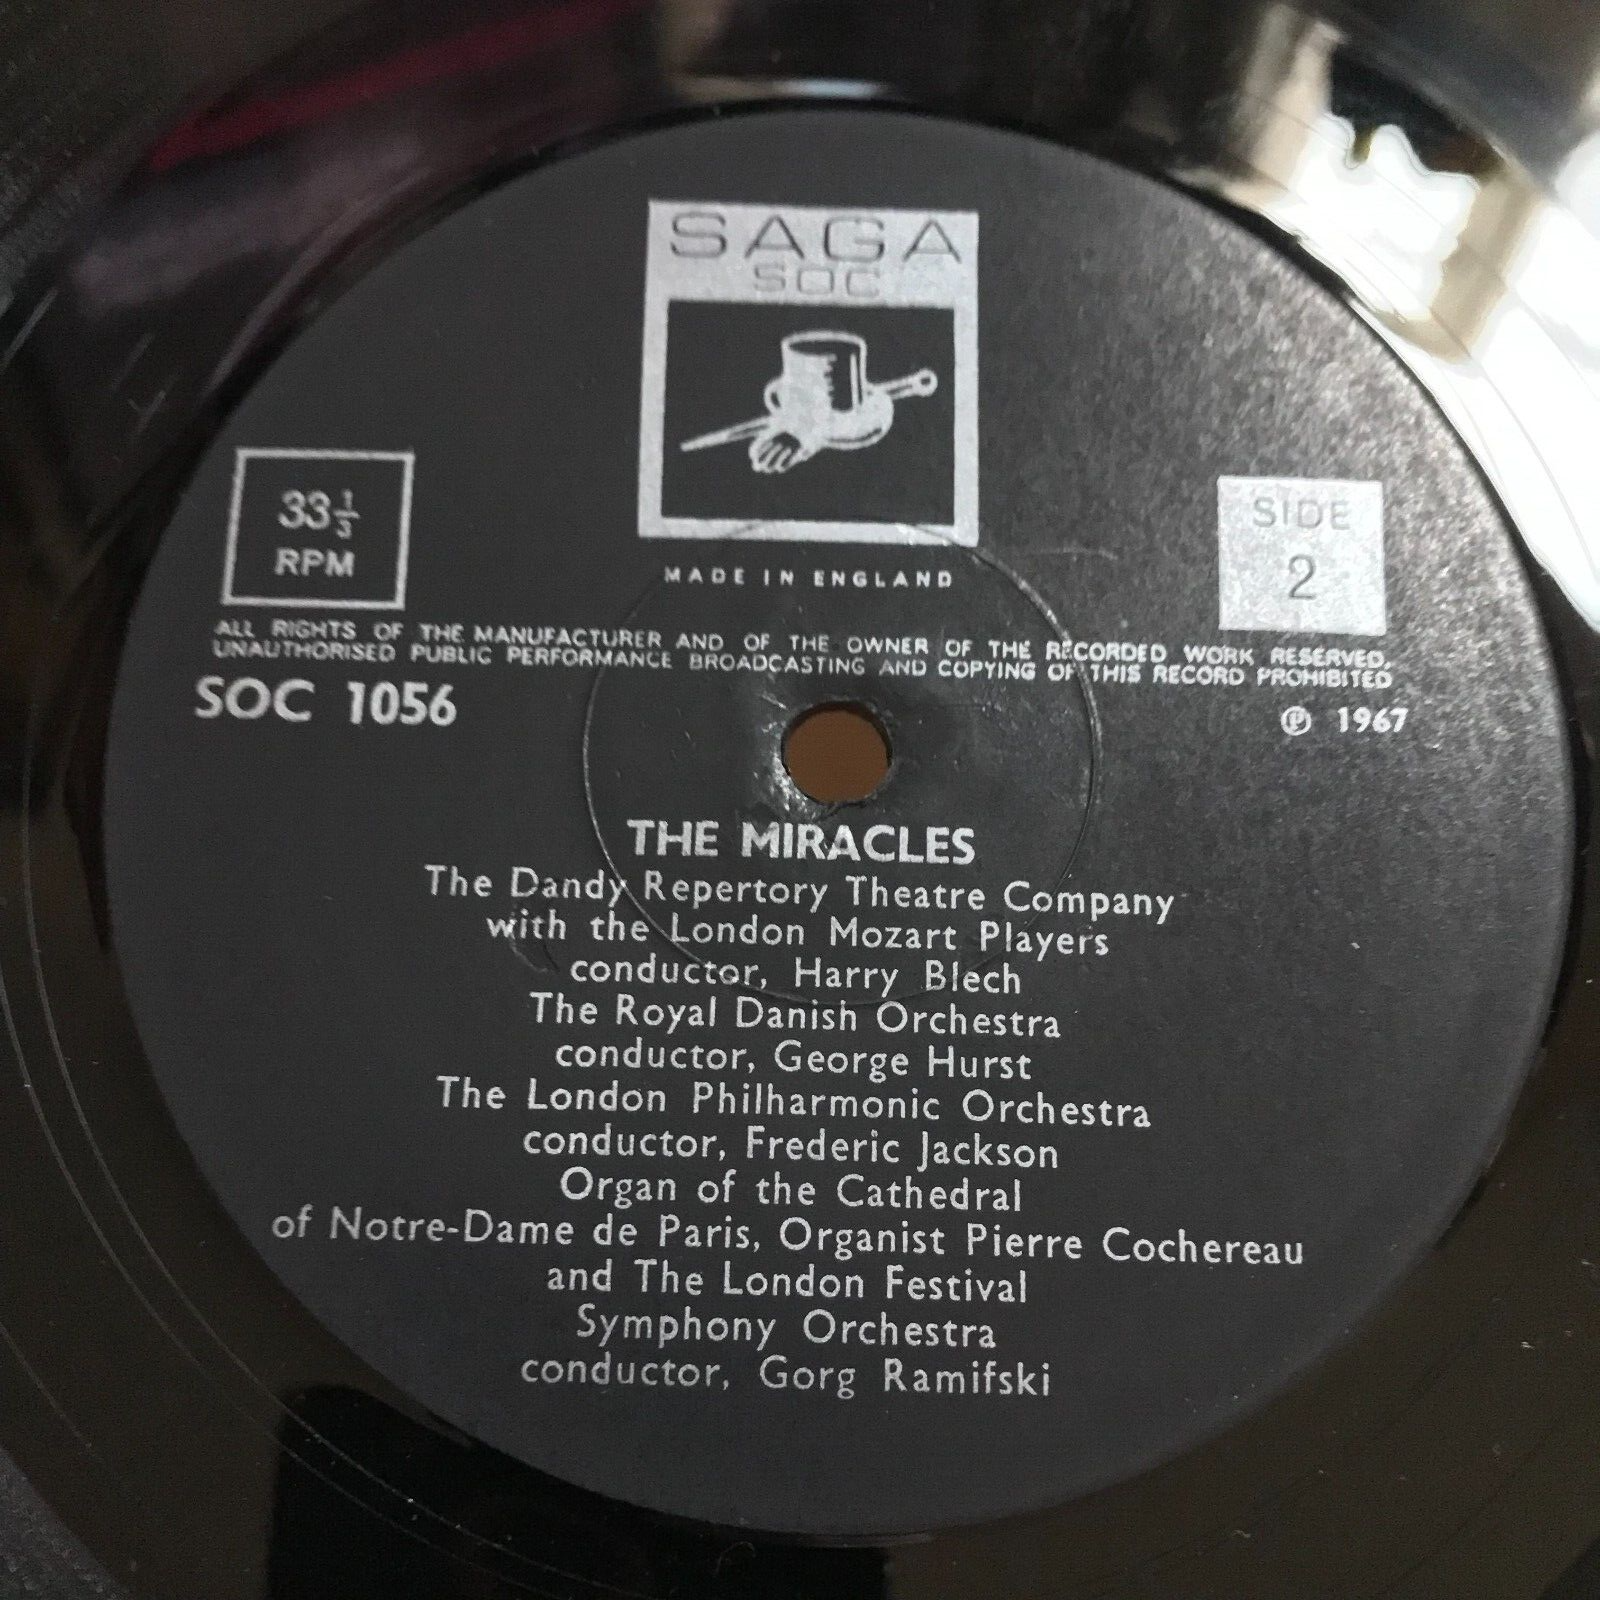 SAGA
SOC
33 1/3
RPM
SIDE
2
MADE IN ENGLAND
ALL RIGHTS OF THE MANUFACTURER AND OF THE OWNER OF THE RECORDED WORK RESERVED.
UNAUTHORISED PUBLIC PERFORMANCE BROADCASTING AND COPYING OF THIS RECORD PROHIBITED
SOC 1056
℗ 1967
THE MIRACLES
The Dandy Repertory Theatre Company
with the London Mozart Players
conductor, Harry Blech
The Royal Danish Orchestra
conductor, George Hurst
The London Philharmonic Orchestra
conductor, Frederic Jackson
Organ of the Cathedral
of Notre-Dame de Paris, Organist Pierre Cochereau
and The London Festival
Symphony Orchestra
conductor, Gorg Ramifski